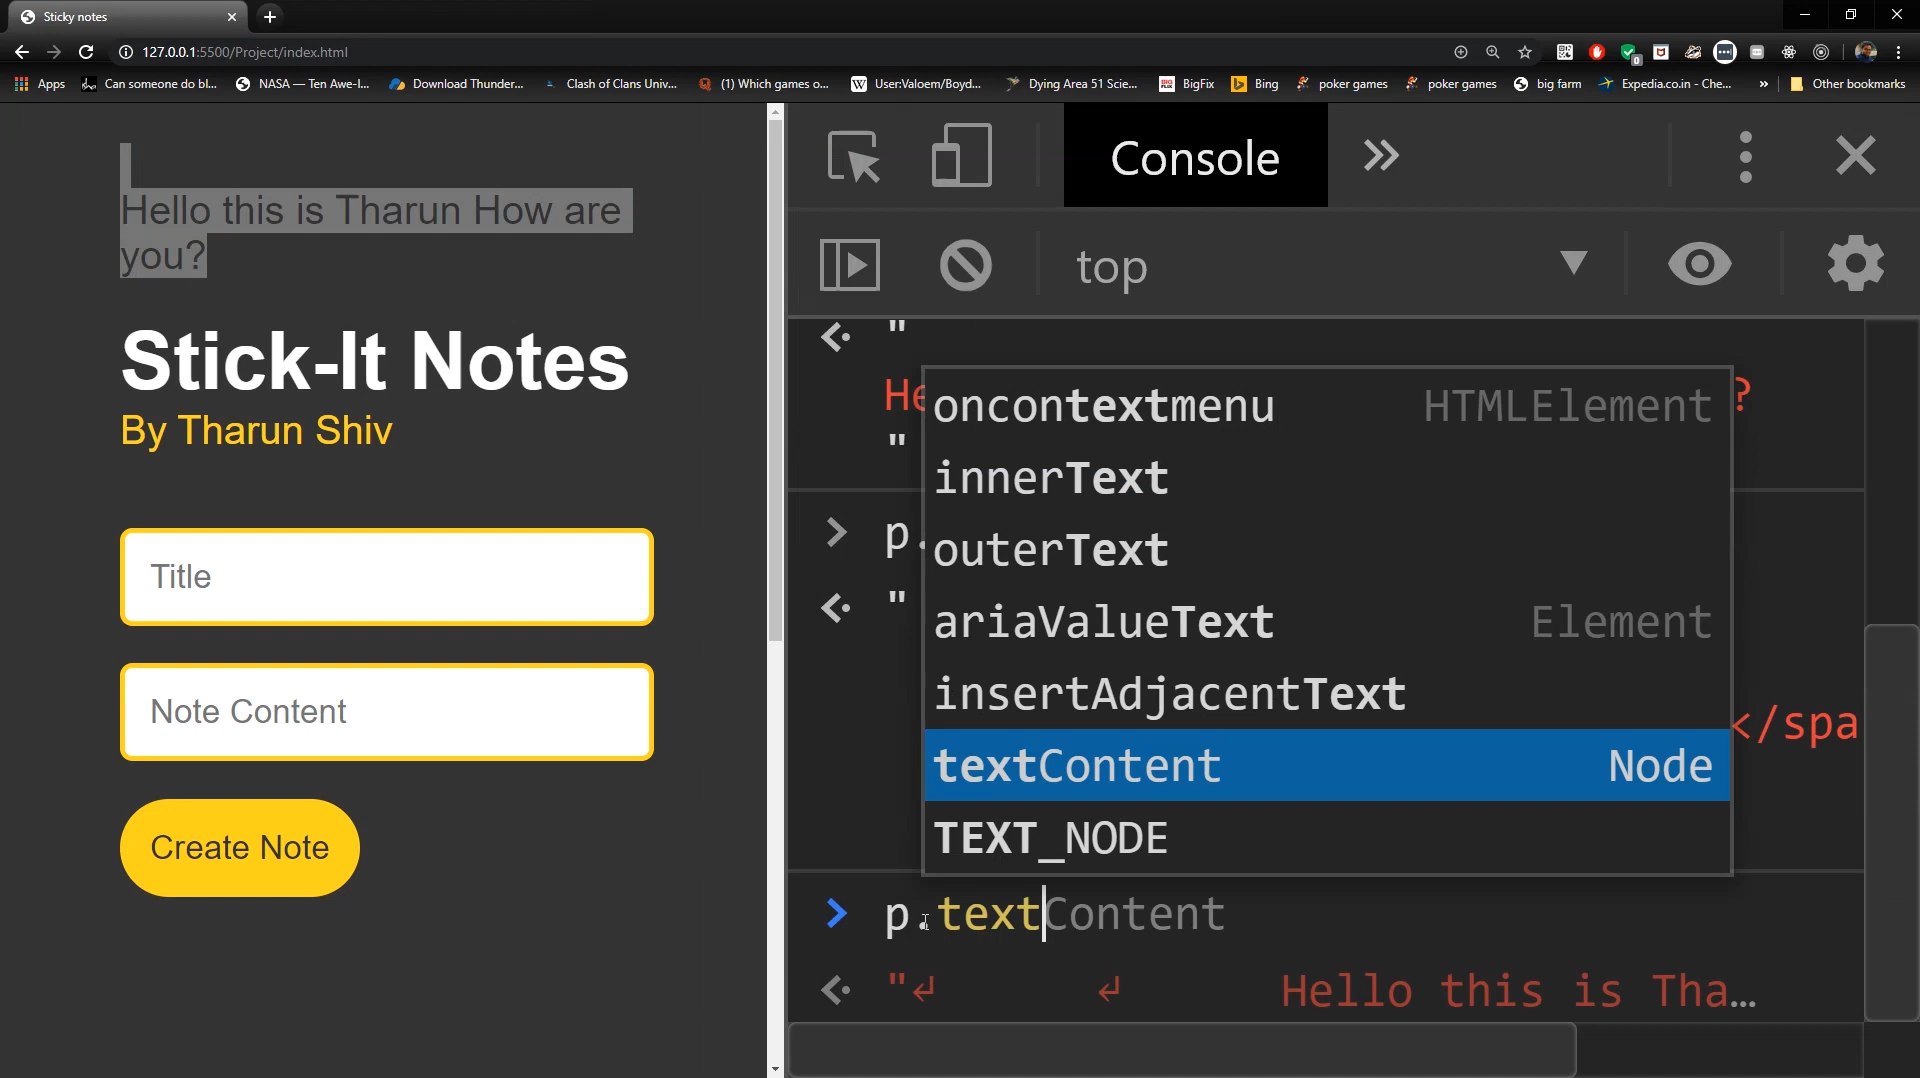 Sticky notes
127.0.0.1:5500/Project/index.html
Apps
Can someone do bl...
NASA — Ten Awe-I...
Download Thunder...
Clash of Clans Univ...
(1) Which games o...
W
User:Valoem/Boyd...
Dying Area 51 Scie...
BigFix
Bing
poker games
poker games
big farm
Expedia.co.in - Che...
»
Other bookmarks
Hello this is Tharun How are
you?
Stick-It Notes
By Tharun Shiv
Title
Note Content
Create Note
Console
top
"
He
?
"
p.
"
</spa
oncontextmenu HTMLElement
innerText
outerText
ariaValueText Element
insertAdjacentText
textContent Node
TEXT_NODE
> p.textContent
"↵ ↵ Hello this is Tha…